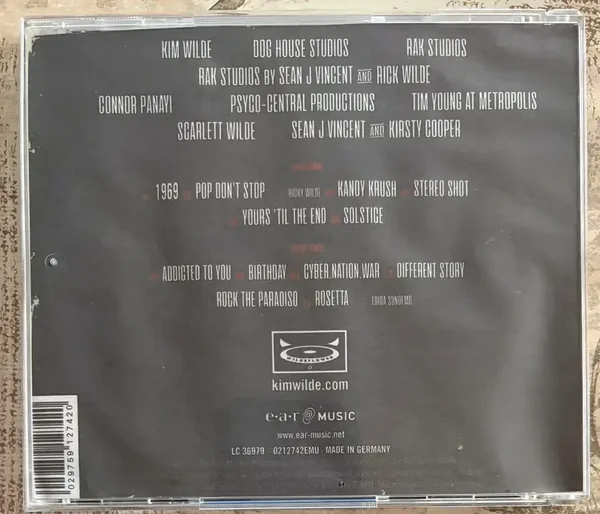 KIM WILDE DOG HOUSE STUDIOS RAK STUDIOS
RAK STUDIOS BY SEAN J VINCENT AND RICK WILDE
CONNOR PANAYI PSYCO-CENTRAL PRODUCTIONS TIM YOUNG AT METROPOLIS
SCARLETT WILDE SEAN J VINCENT AND KIRSTY COOPER
1969 POP DON'T STOP RICKY WILDE KANDY KRUSH STEREO SHOT
YOURS 'TIL THE END SOLSTICE
ADDICTED TO YOU BIRTHDAY CYBER.NATION.WAR DIFFERENT STORY
ROCK THE PARADISO ROSETTA FRIDA SUNDEMO
WILDEFLOWER
kimwilde.com
e·a·r MUSIC
www.ear-music.net
LC 36979 0212742EMU · MADE IN GERMANY
029759 127420